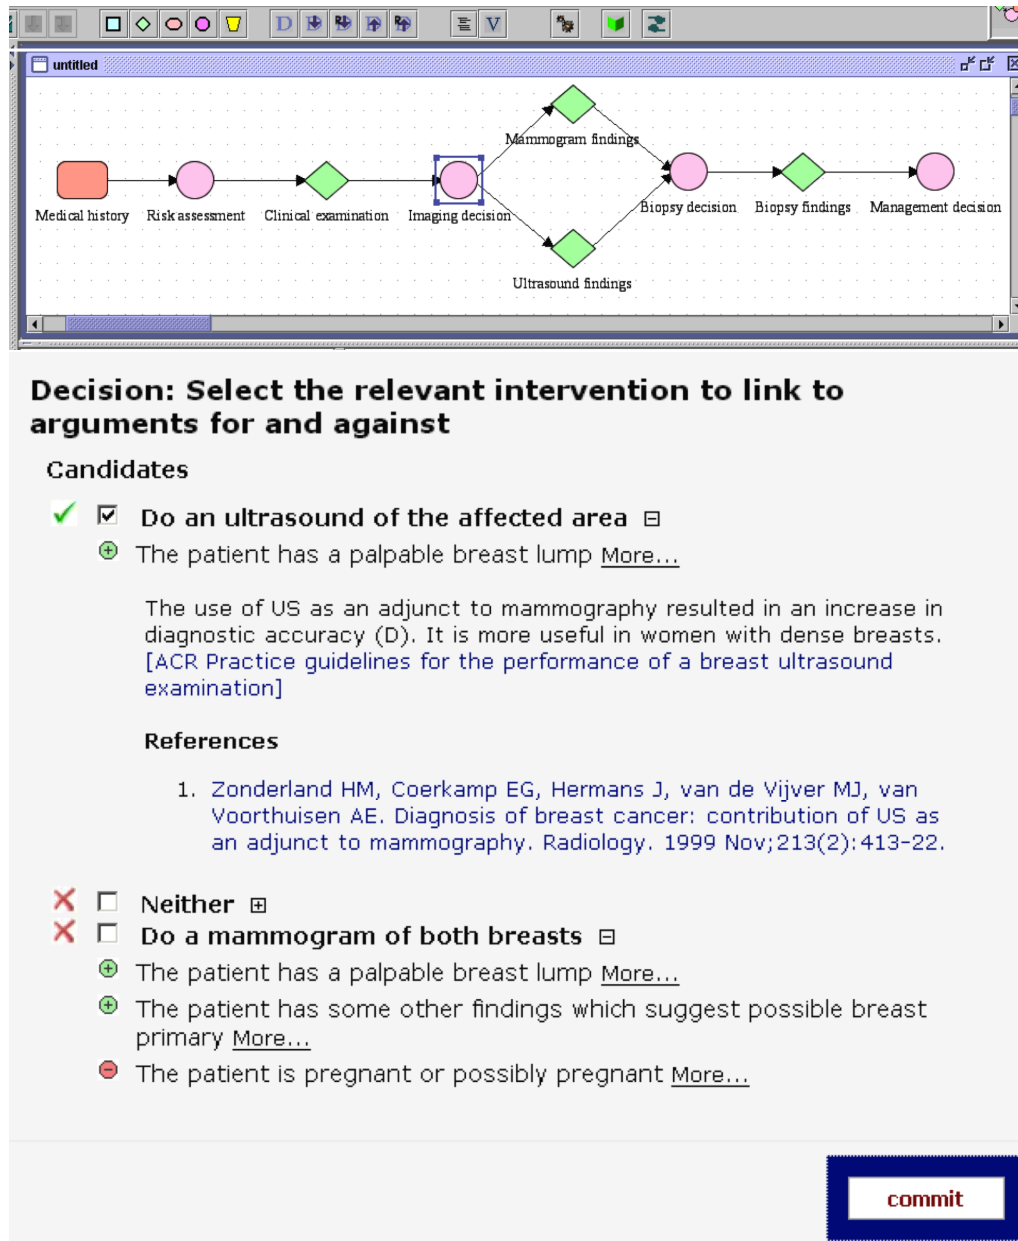 D R R
V
untitled
Mammogram findings
Medical history Risk assessment Clinical examination Imaging decision Biopsy decision Biopsy findings Management decision
Ultrasound findings
Decision: Select the relevant intervention to link to
arguments for and against
Candidates
Do an ultrasound of the affected area
The patient has a palpable breast lump More...
The use of US as an adjunct to mammography resulted in an increase in
diagnostic accuracy (D). It is more useful in women with dense breasts.
[ACR Practice guidelines for the performance of a breast ultrasound
examination]
References
1. Zonderland HM, Coerkamp EG, Hermans J, van de Vijver MJ, van
Voorthuisen AE. Diagnosis of breast cancer: contribution of US as
an adjunct to mammography. Radiology. 1999 Nov;213(2):413-22.
Neither
Do a mammogram of both breasts
The patient has a palpable breast lump More...
The patient has some other findings which suggest possible breast
primary More...
The patient is pregnant or possibly pregnant More...
commit